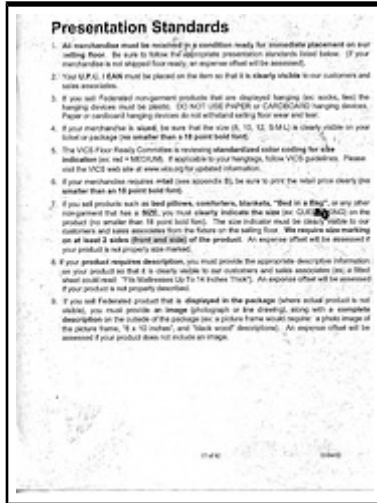 Presentation Standards
1. All merchandise must be received in a condition ready for immediate placement on our
selling floor. Be sure to follow the appropriate presentation standards listed below. (If your
merchandise is not shipped floor ready, an expense offset will be assessed).
2. Your U.P.C. / EAN must be placed on the item so that it is clearly visible to our customers and
sales associates.
3. If you sell Federated non-garment products that are displayed hanging (ex: socks, ties) the
hanging devices must be plastic. DO NOT USE PAPER or CARDBOARD hanging devices.
Paper or cardboard hanging devices do not withstand selling floor wear and tear.
4. If your merchandise is sized, be sure that the size (8, 10, 12, S-M-L) is clearly visible on your
ticket or package (no smaller than a 18 point bold font).
5. The VICS Floor Ready Committee is reviewing standardized color coding for size
indication (ex: red = MEDIUM). If applicable to your hangtags, follow VICS guidelines. Please
visit the VICS web site at www.vics.org for updated information.
6. If your merchandise requires retail (see appendix B), be sure to print the retail price clearly (no
smaller than an 18 point bold font).
7. If you sell products such as bed pillows, comforters, blankets, "Bed in a Bag", or any other
non-garment that has a SIZE, you must clearly indicate the size (ex: on the
product (no smaller than 18 point bold font). The size indicator must be clearly visible to our
customers and sales associates from the fixture on the selling floor. We require size marking
on at least 2 sides (front and side) of the product. An expense offset will be assessed if
your product is not properly size marked.
8. If your product requires description, you must provide the appropriate descriptive information
on your product so that it is clearly visible to our customers and sales associates (ex: a fitted
sheet could read: "Fits Mattresses Up To 14 Inches Thick"). An expense offset will be assessed
if your product is not properly described.
9. If you sell Federated product that is displayed in the package (where actual product is not
visible), you must provide an image (photograph or line drawing), along with a complete
description on the outside of the package (ex: a picture frame would require: a photo image of
the picture frame, "8 x 10 inches", and "black wood" descriptions). An expense offset will be
assessed if your product does not include an image.